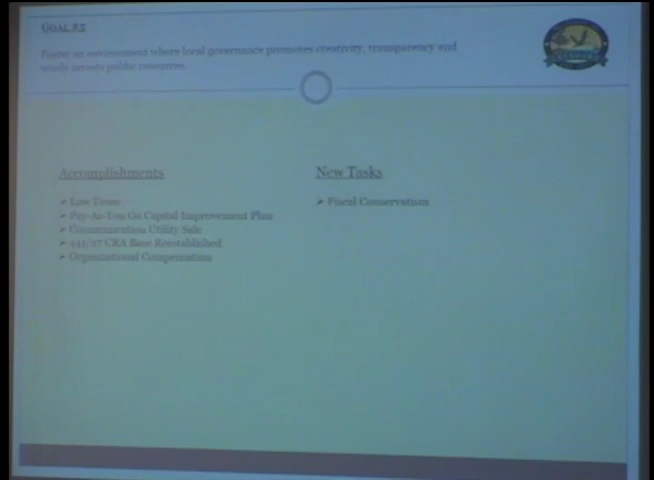 GOAL #5
Foster an environment where local governance promotes creativity, transparency and
wisely invests public resources.
Accomplishments
New Tasks
➤ Low Taxes
➤ Pay-As-You Go Capital Improvement Plan
➤ Communication Utility Sale
➤ 441/27 CRA Base Reestablished
➤ Organizational Compensation
➤ Fiscal Conservatism